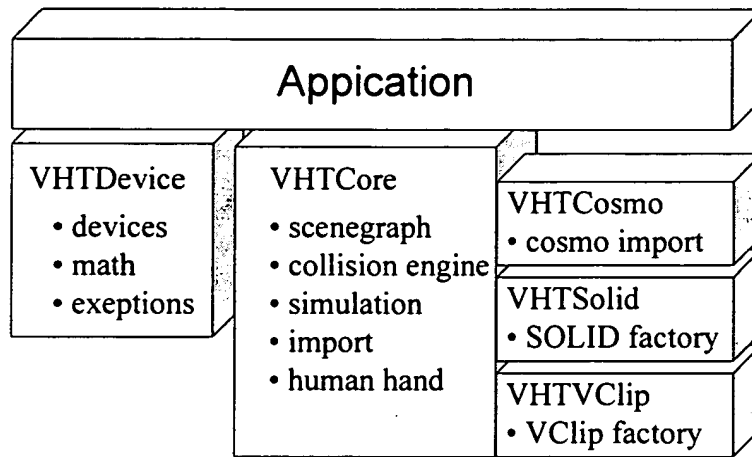 Appication
VHTDevice
• devices
• math
• exeptions
VHTCore
• scenegraph
• collision engine
• simulation
• import
• human hand
VHTCosmo
• cosmo import
VHTSolid
• SOLID factory
VHTVClip
• VClip factory